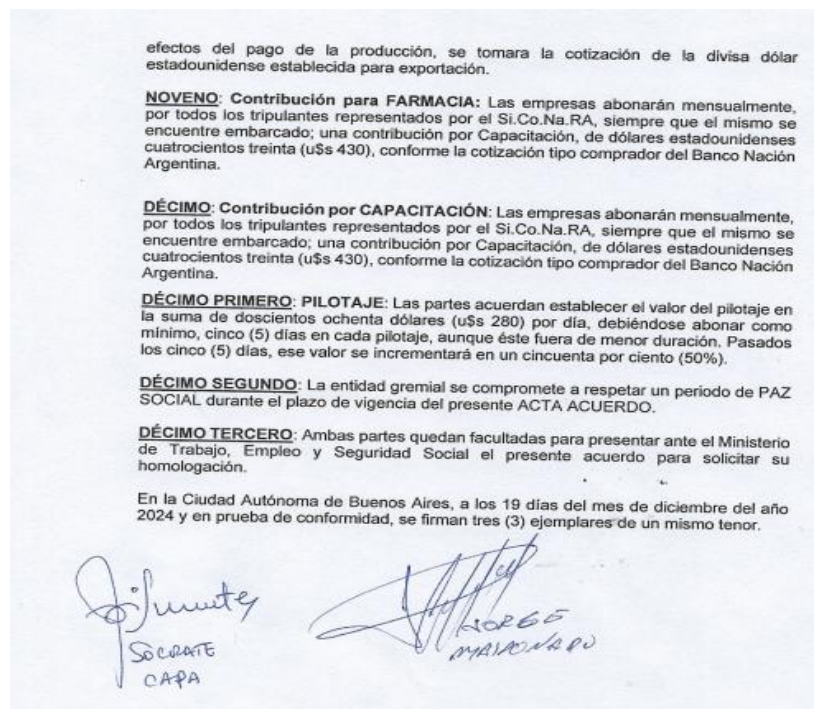 efectos del pago de la producción, se tomara la cotización de la divisa dólar
estadounidense establecida para exportación.
NOVENO: Contribución para FARMACIA: Las empresas abonarán mensualmente,
por todos los tripulantes representados por el Si.Co.Na.RA, siempre que el mismo se
encuentre embarcado; una contribución por Capacitación, de dólares estadounidenses
cuatrocientos treinta (u$s 430), conforme la cotización tipo comprador del Banco Nación
Argentina.
DÉCIMO: Contribución por CAPACITACIÓN: Las empresas abonarán mensualmente,
por todos los tripulantes representados por el Si.Co.Na.RA, siempre que el mismo se
encuentre embarcado; una contribución por Capacitación, de dólares estadounidenses
cuatrocientos treinta (u$s 430), conforme la cotización tipo comprador del Banco Nación
Argentina.
DÉCIMO PRIMERO: PILOTAJE: Las partes acuerdan establecer el valor del pilotaje en
la suma de doscientos ochenta dólares (u$s 280) por día, debiéndose abonar como
mínimo, cinco (5) días en cada pilotaje, aunque éste fuera de menor duración. Pasados
los cinco (5) días, ese valor se incrementará en un cincuenta por ciento (50%).
DÉCIMO SEGUNDO: La entidad gremial se compromete a respetar un periodo de PAZ
SOCIAL durante el plazo de vigencia del presente ACTA ACUERDO.
DÉCIMO TERCERO: Ambas partes quedan facultadas para presentar ante el Ministerio
de Trabajo, Empleo y Seguridad Social el presente acuerdo para solicitar su
homologación.
En la Ciudad Autónoma de Buenos Aires, a los 19 días del mes de diciembre del año
2024 y en prueba de conformidad, se firman tres (3) ejemplares de un mismo tenor.
SOCRATE
CAPA
JORGE